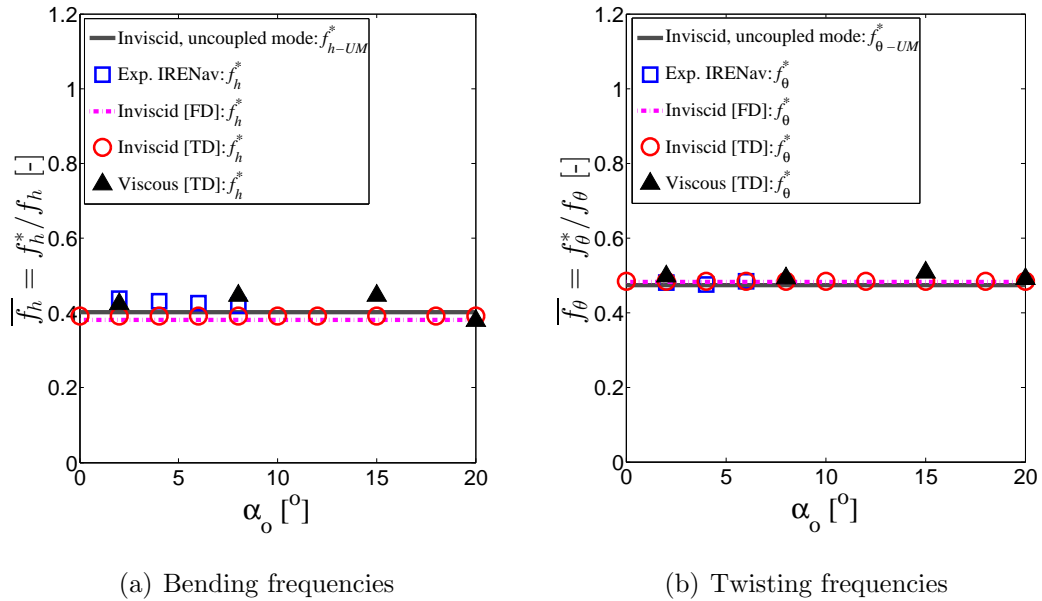 Inviscid, uncoupled mode: f*h−UM
Exp. IRENav: f*h
Inviscid [FD]: f*h
Inviscid [TD]: f*h
Viscous [TD]: f*h
1.2
1
0.8
0.6
0.4
0.2
0
0 5 10 15 20
fh = f*h/fh [-]
αo [o]
(a) Bending frequencies
Inviscid, uncoupled mode: f*θ−UM
Exp. IRENav: f*θ
Inviscid [FD]: f*θ
Inviscid [TD]: f*θ
Viscous [TD]: f*θ
1.2
1
0.8
0.6
0.4
0.2
0
0 5 10 15 20
fθ = f*θ/fθ [-]
αo [o]
(b) Twisting frequencies